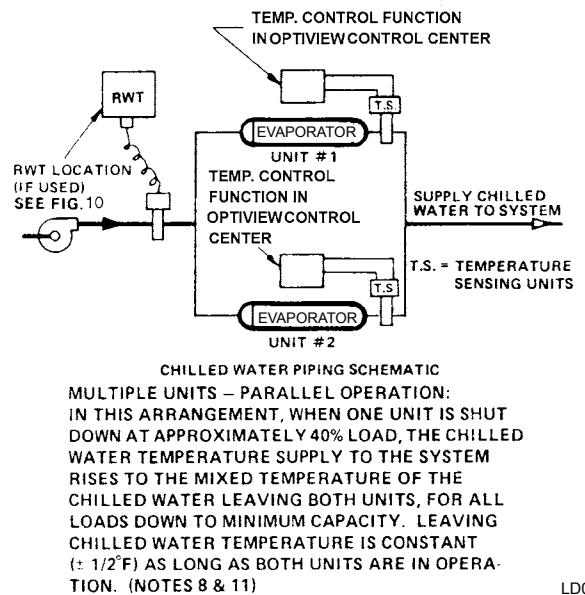 TEMP. CONTROL FUNCTION
IN OPTIVIEW CONTROL CENTER
RWT
T.S.
EVAPORATOR
UNIT #1
RWT LOCATION
(IF USED)
SEE FIG.10
TEMP. CONTROL
FUNCTION IN
OPTIVIEW CONTROL
CENTER
SUPPLY CHILLED
WATER TO SYSTEM
T.S. = TEMPERATURE
SENSING UNITS
T.S
EVAPORATOR
UNIT #2
CHILLED WATER PIPING SCHEMATIC
MULTIPLE UNITS – PARALLEL OPERATION:
IN THIS ARRANGEMENT, WHEN ONE UNIT IS SHUT
DOWN AT APPROXIMATELY 40% LOAD, THE CHILLED
WATER TEMPERATURE SUPPLY TO THE SYSTEM
RISES TO THE MIXED TEMPERATURE OF THE
CHILLED WATER LEAVING BOTH UNITS, FOR ALL
LOADS DOWN TO MINIMUM CAPACITY. LEAVING
CHILLED WATER TEMPERATURE IS CONSTANT
(± 1/2°F) AS LONG AS BOTH UNITS ARE IN OPERA-
TION. (NOTES 8 & 11)